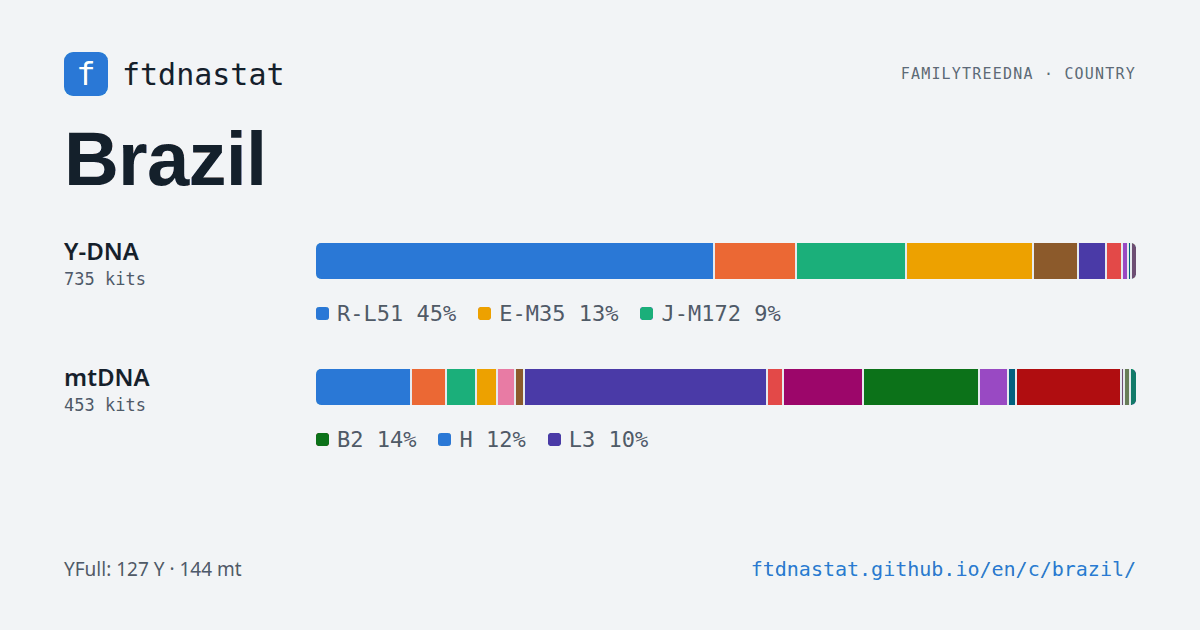 f ftdnastat
FAMILYTREEDNA · COUNTRY
Brazil
Y-DNA
735 kits
R-L51 45% E-M35 13% J-M172 9%
mtDNA
453 kits
B2 14% H 12% L3 10%
YFull: 127 Y · 144 mt
ftdnastat.github.io/en/c/brazil/